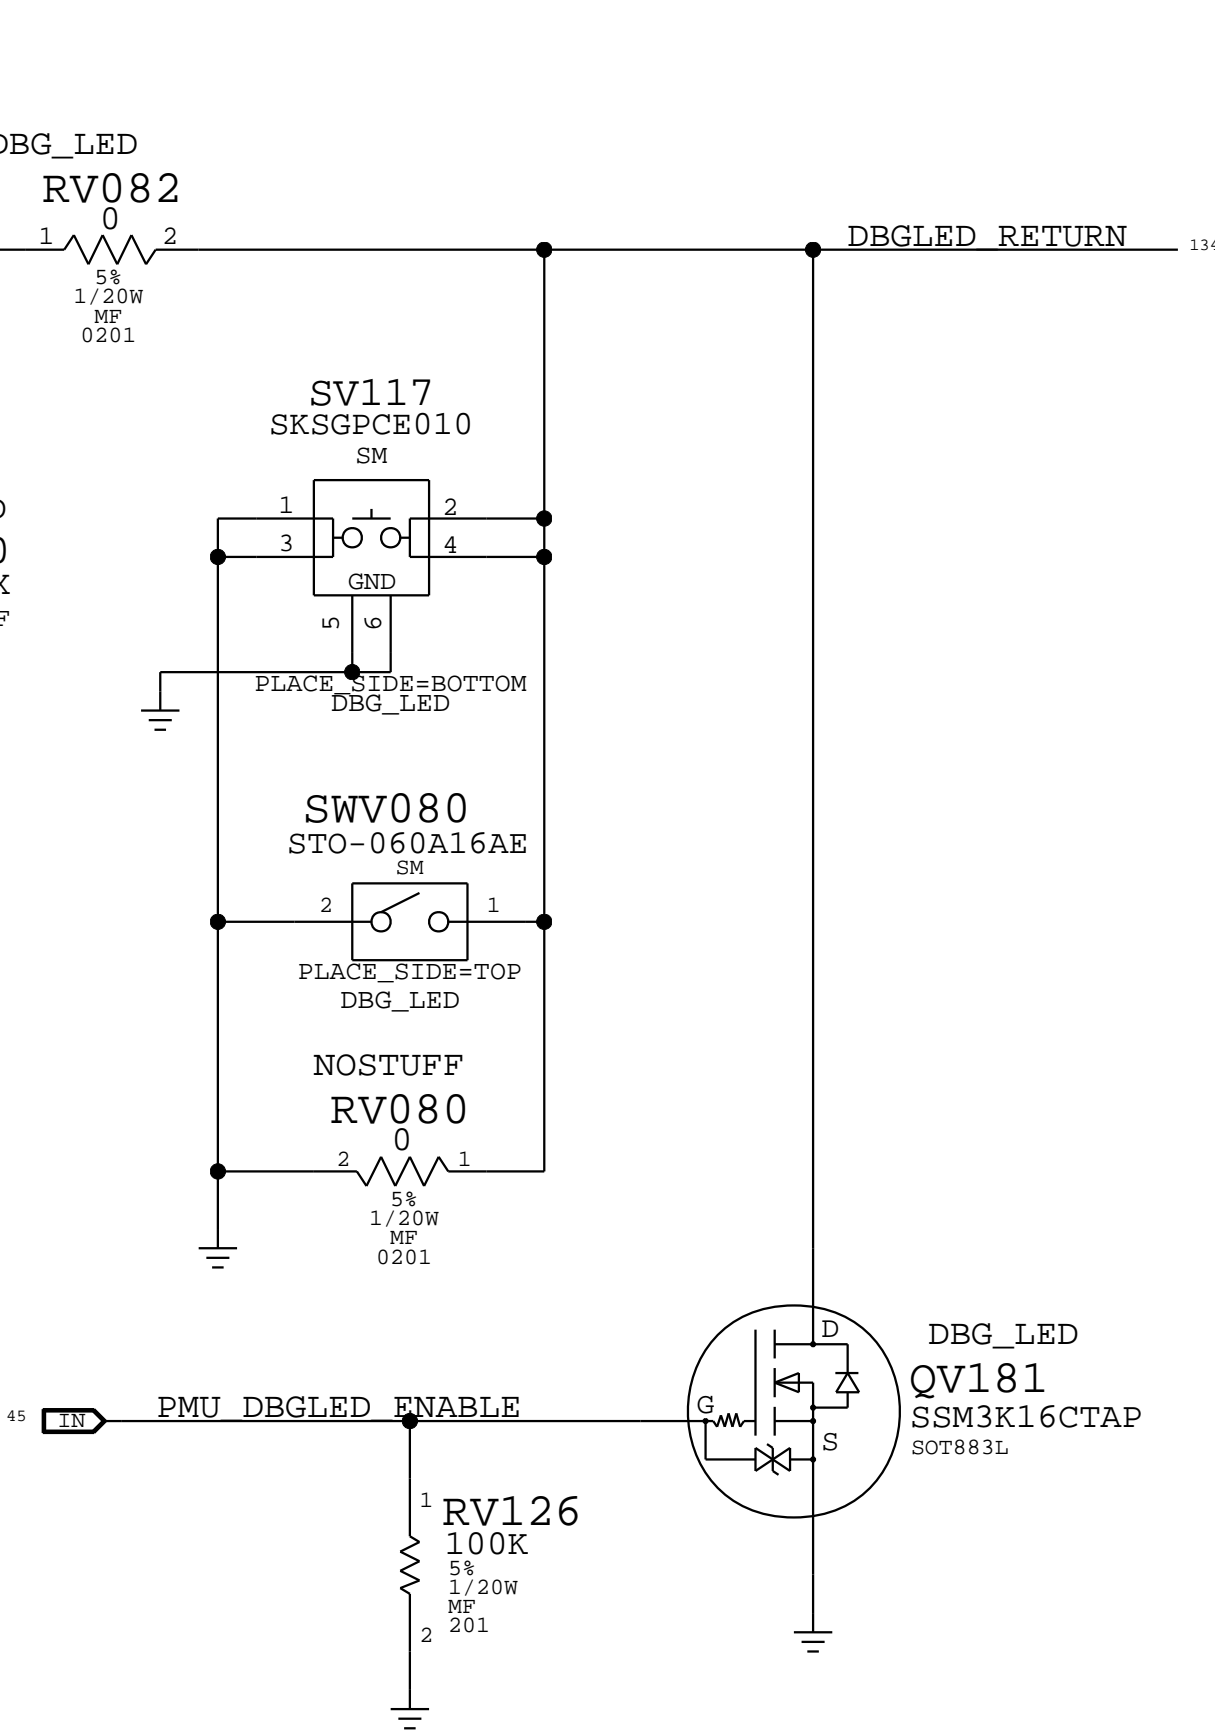 DBG_LED
RV082
0
1 2
5%
1/20W
MF
0201
DBGLED_RETURN
134
SV117
SKSGPCE010
SM
1 2
3 4
GND
5 6
PLACE_SIDE=BOTTOM
DBG_LED
SWV080
STO-060A16AE
SM
2 1
PLACE_SIDE=TOP
DBG_LED
NOSTUFF
RV080
0
2 1
5%
1/20W
MF
0201
45 IN PMU_DBGLED_ENABLE
1
RV126
100K
5%
1/20W
MF
201
2
D
G
S
DBG_LED
QV181
SSM3K16CTAP
SOT883L